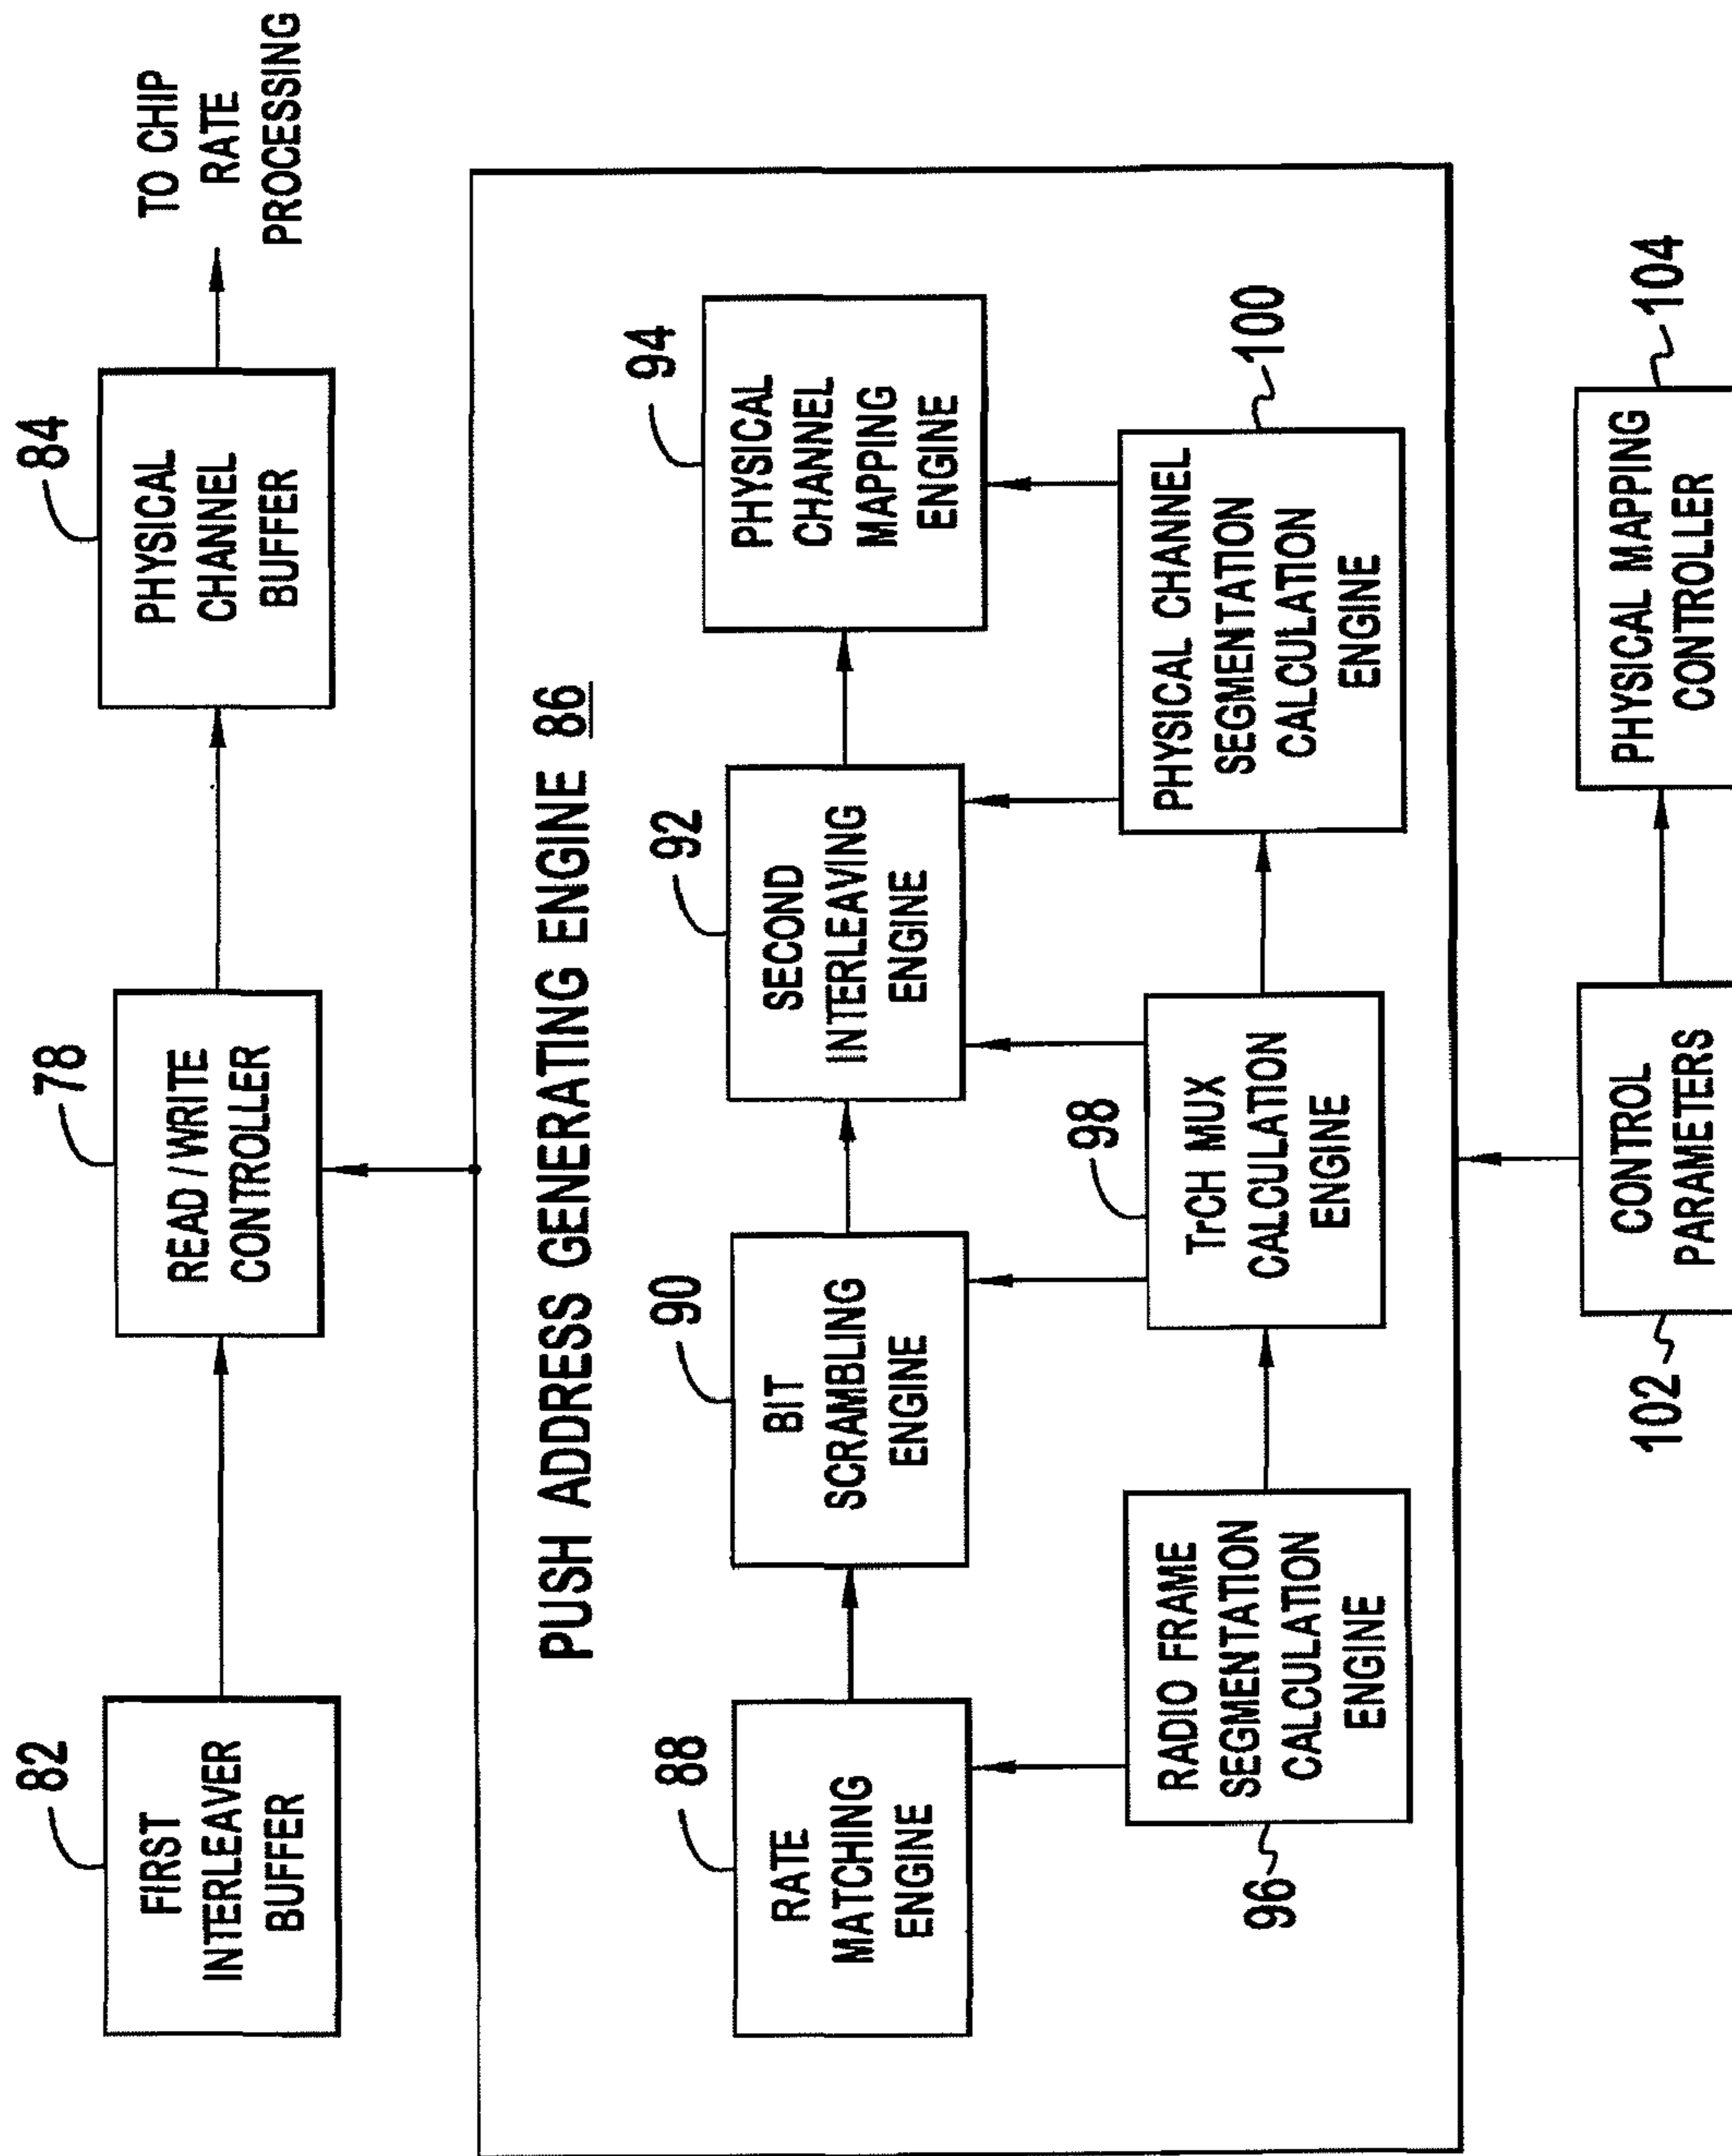 82
FIRST
INTERLEAVER
BUFFER
78
READ / WRITE
CONTROLLER
84
PHYSICAL
CHANNEL
BUFFER
TO CHIP
RATE
PROCESSING
PUSH ADDRESS GENERATING ENGINE 86
88
RATE
MATCHING
ENGINE
90
BIT
SCRAMBLING
ENGINE
92
SECOND
INTERLEAVING
ENGINE
94
PHYSICAL
CHANNEL
MAPPING
ENGINE
96
RADIO FRAME
SEGMENTATION
CALCULATION
ENGINE
98
TrCH MUX
CALCULATION
ENGINE
100
PHYSICAL CHANNEL
SEGMENTATION
CALCULATION
ENGINE
102
CONTROL
PARAMETERS
PHYSICAL MAPPING
CONTROLLER
104